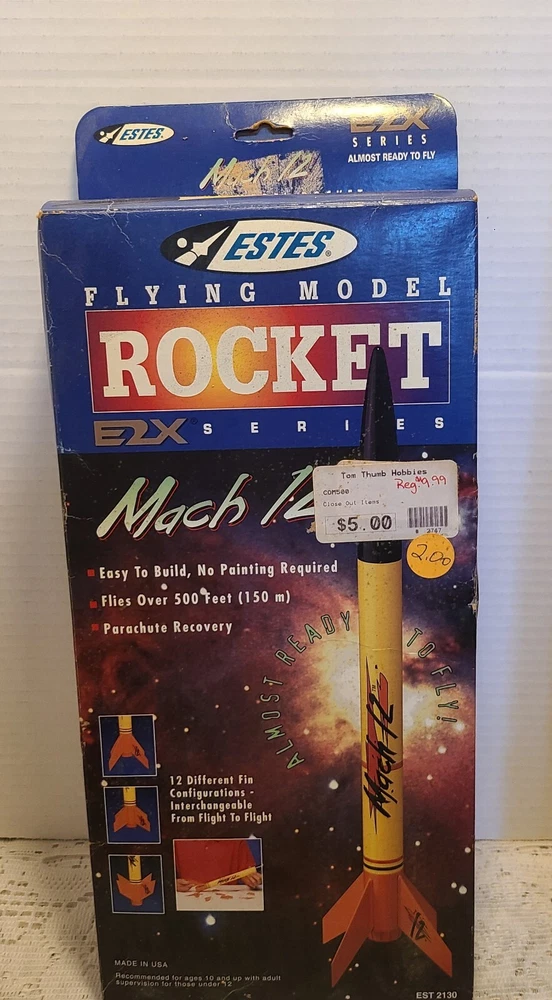 ESTES
E2X
SERIES
ALMOST READY TO FLY
Mach 12
ESTES®
FLYING MODEL
ROCKET
E2X® SERIES
Tom Thumb Hobbies
Reg $9.99
COM500
Close Out Items
$5.00
8 3767
2.00
Mach 12
Easy To Build, No Painting Required
Flies Over 500 Feet (150 m)
Parachute Recovery
ALMOST READY TO FLY!
Mach 12™
12 Different Fin
Configurations -
Interchangeable
From Flight To Flight
12
MADE IN USA
Recommended for ages 10 and up with adult
supervision for those under 12
EST 2130